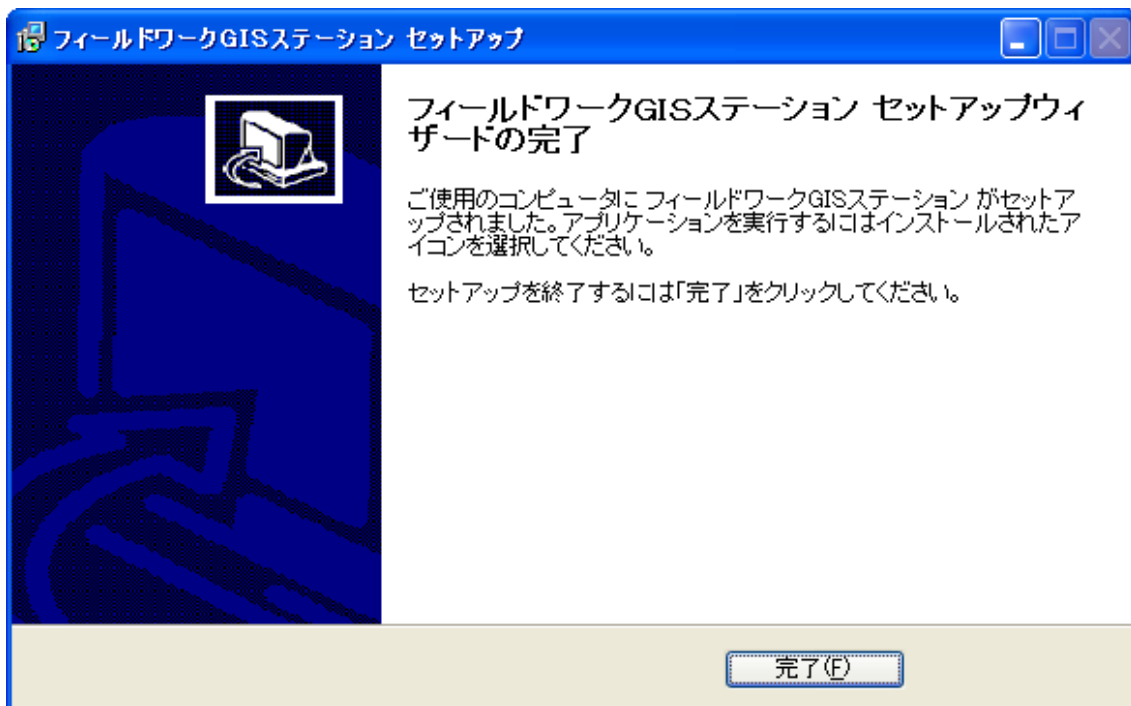 フィールドワークGISステーション セットアップ
フィールドワークGISステーション セットアップウィ
ザードの完了
ご使用のコンピュータに フィールドワークGISステーション がセットア
ップされました。アプリケーションを実行するにはインストールされたア
イコンを選択してください。
セットアップを終了するには「完了」をクリックしてください。
完了(F)